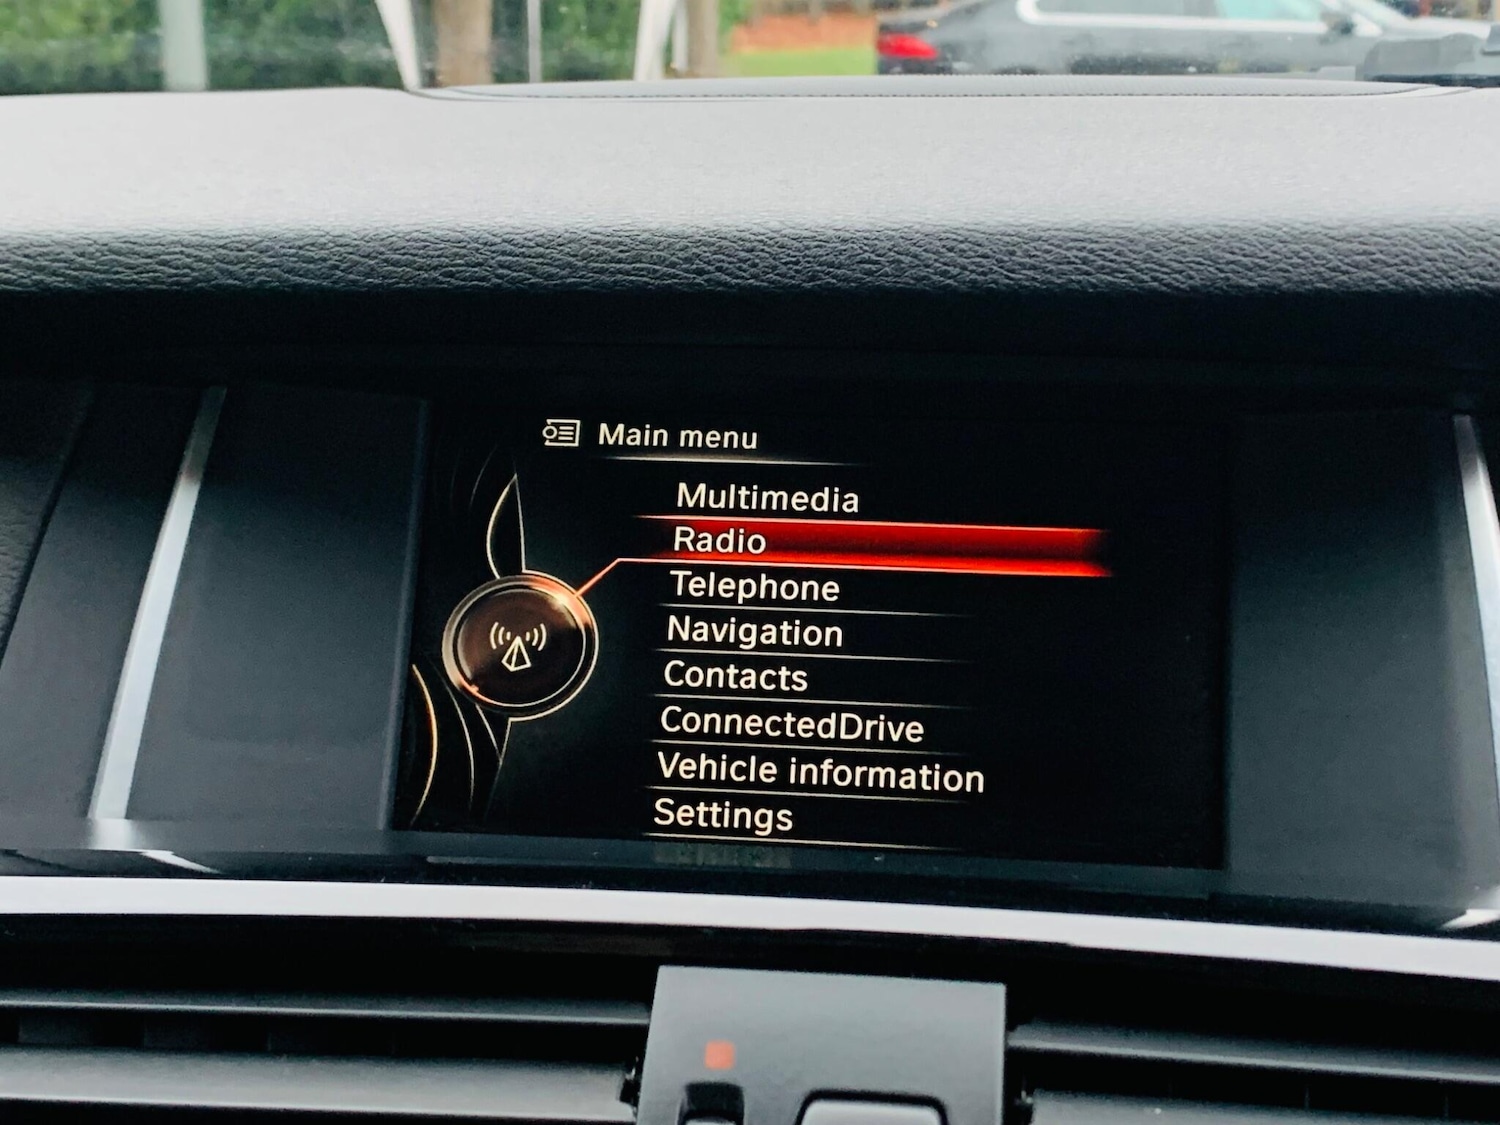 Main menu
Multimedia
Radio
Telephone
Navigation
Contacts
ConnectedDrive
Vehicle information
Settings